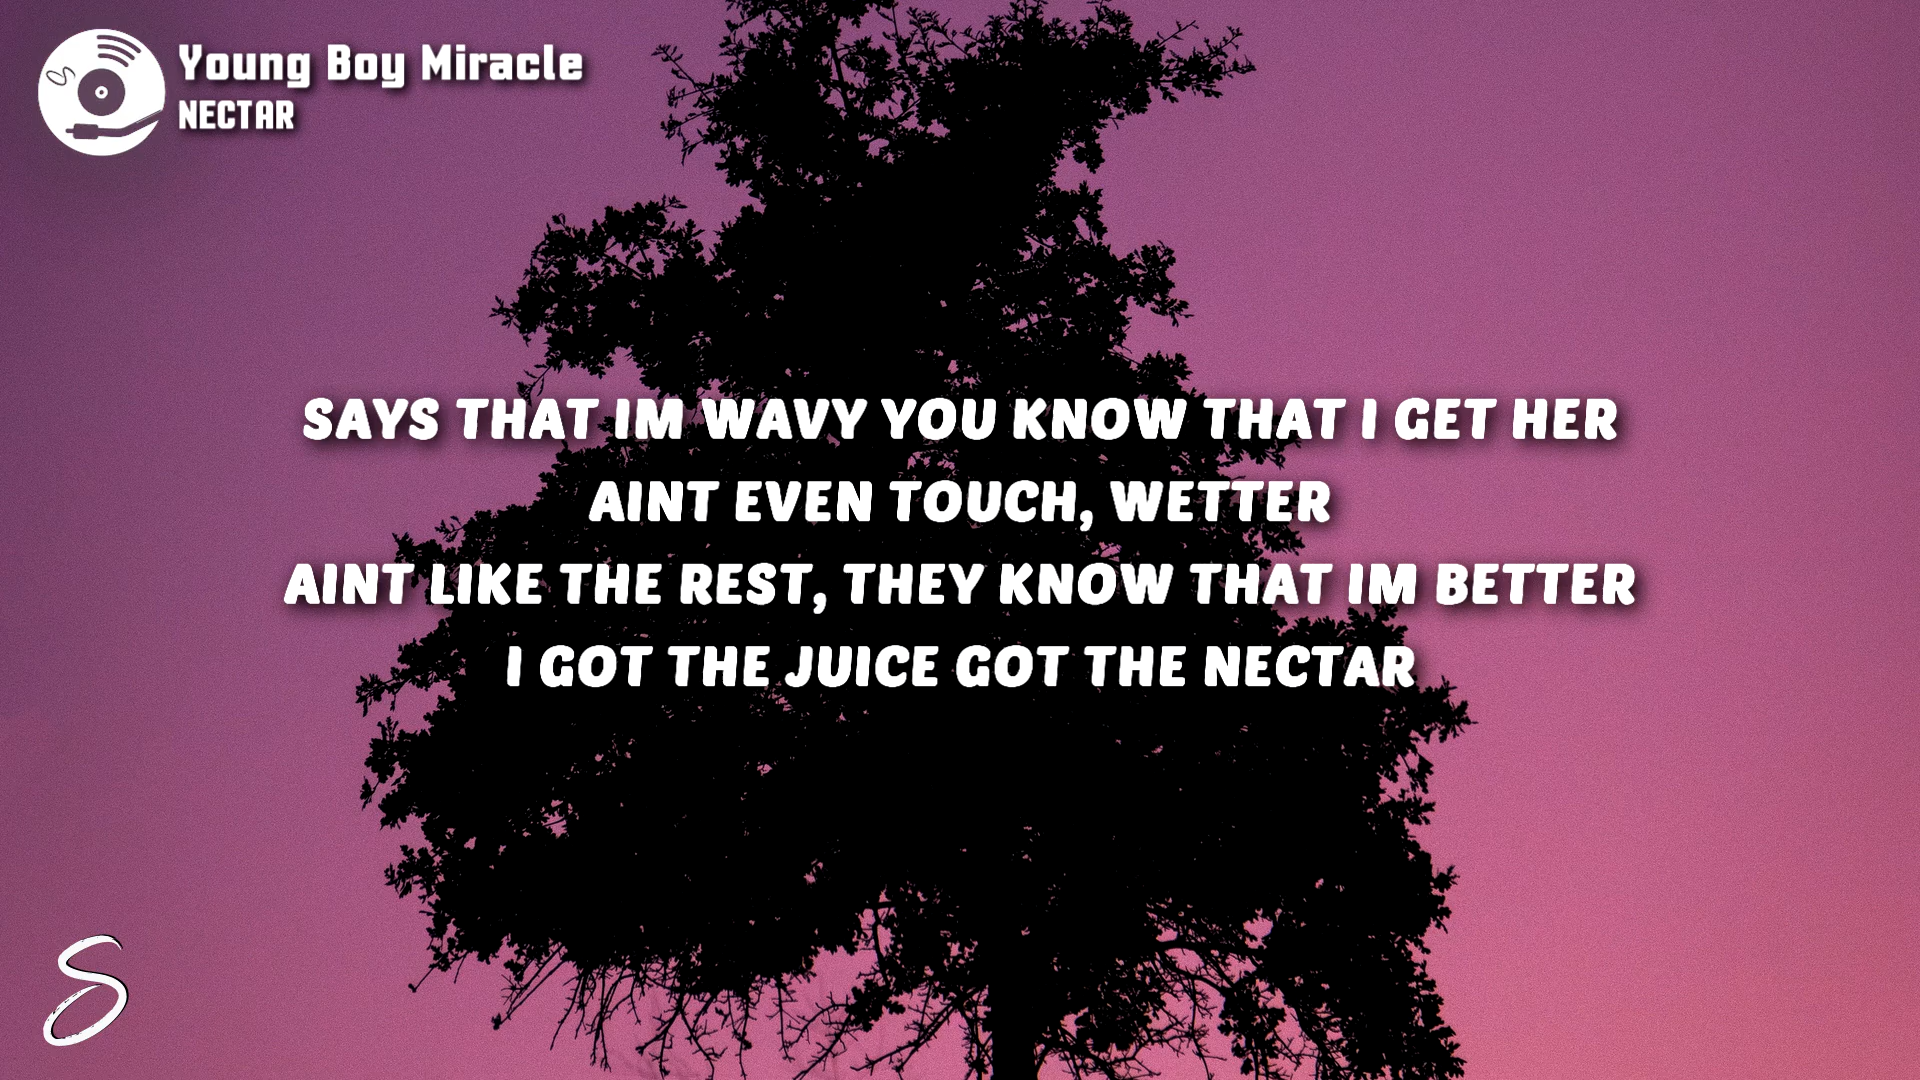 Young Boy Miracle
NECTAR
SAYS THAT IM WAVY YOU KNOW THAT I GET HER
AINT EVEN TOUCH, WETTER
AINT LIKE THE REST, THEY KNOW THAT IM BETTER
I GOT THE JUICE GOT THE NECTAR
S